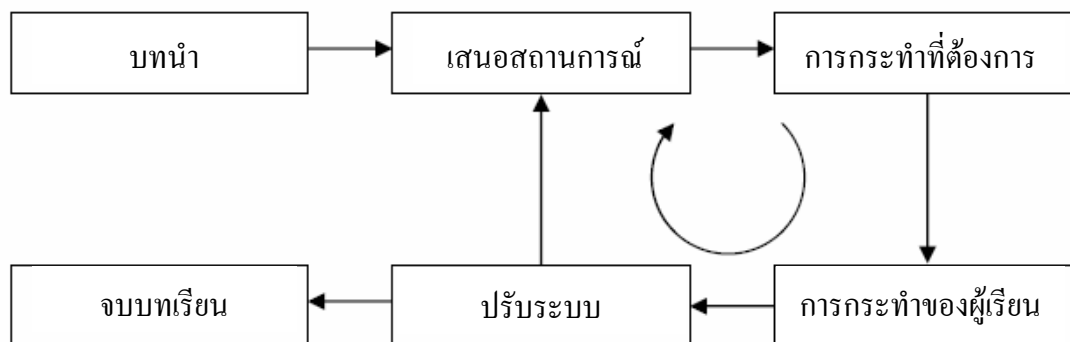 บทนำ
เสนอสถานการณ์
การกระทำที่ต้องการ
จบบทเรียน
ปรับระบบ
การกระทำของผู้เรียน